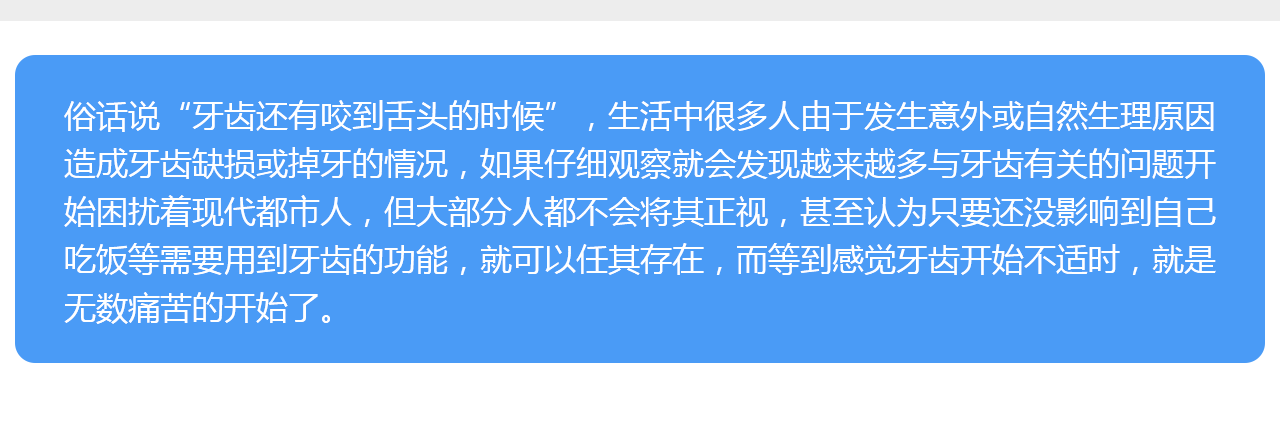 俗话说“牙齿还有咬到舌头的时候”，生活中很多人由于发生意外或自然生理原因
造成牙齿缺损或掉牙的情况，如果仔细观察就会发现越来越多与牙齿有关的问题开
始困扰着现代都市人，但大部分人都不会将其正视，甚至认为只要还没影响到自己
吃饭等需要用到牙齿的功能，就可以任其存在，而等到感觉牙齿开始不适时，就是
无数痛苦的开始了。